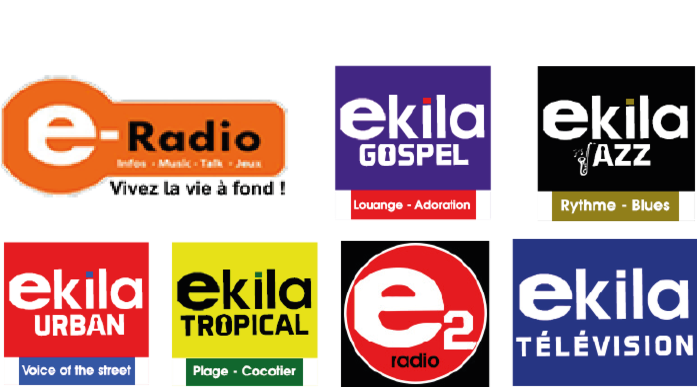 e-Radio
Infos - Music - Talk - Jeux
Vivez la vie à fond !
ekila
GOSPEL
Louange - Adoration
ekila
JAZZ
Rythme - Blues
ekila
URBAN
Voice of the street
ekila
TROPICAL
Plage - Cocotier
e2
radio
ekila
TÉLÉVISION